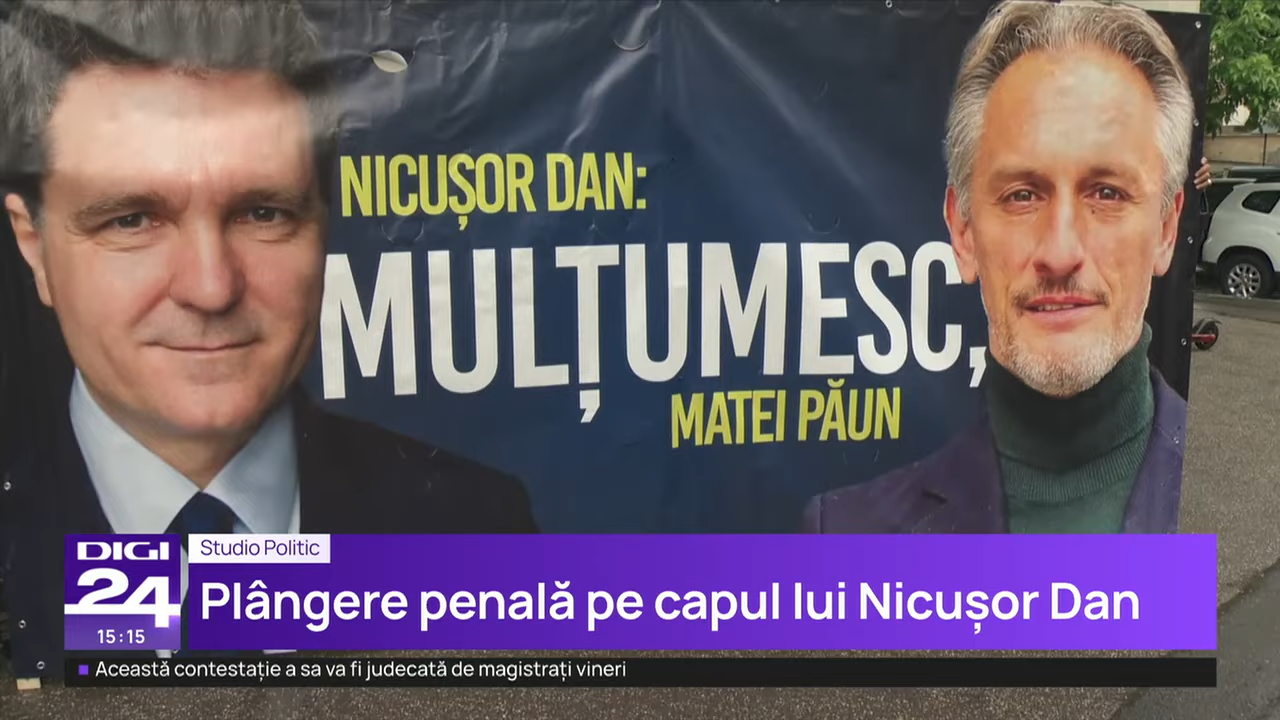 NICUȘOR DAN:
MULȚUMESC,
MATEI PĂUN
DIGI
24
15:15
Studio Politic
Plângere penală pe capul lui Nicușor Dan
Această contestație a sa va fi judecată de magistrați vineri